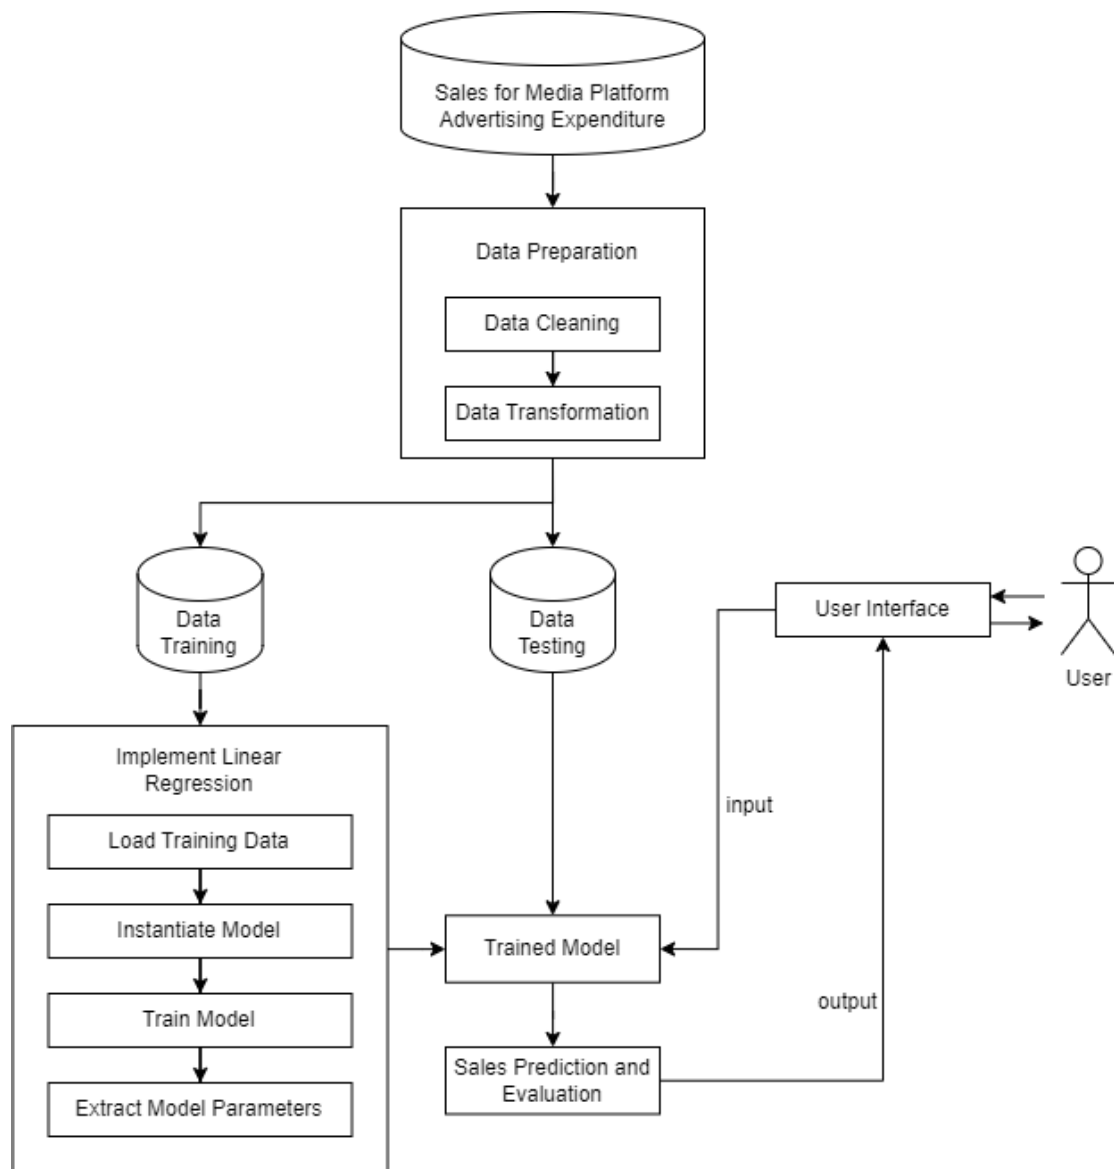 Sales for Media Platform
Advertising Expenditure
Data Preparation
Data Cleaning
Data Transformation
Data
Training
Data
Testing
User Interface
User
Implement Linear
Regression
Load Training Data
Instantiate Model
Train Model
Extract Model Parameters
input
Trained Model
output
Sales Prediction and
Evaluation